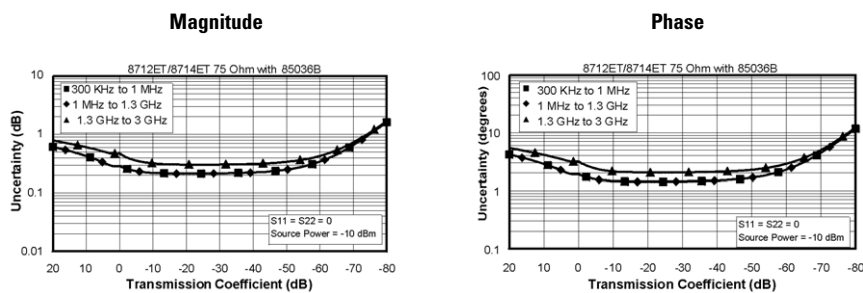 Magnitude
8712ET/8714ET 75 Ohm with 85036B
10
1
0.1
0.01
Uncertainty (dB)
300 KHz to 1 MHz
1 MHz to 1.3 GHz
1.3 GHz to 3 GHz
S11 = S22 = 0
Source Power = -10 dBm
20 10 0 -10 -20 -30 -40 -50 -60 -70 -80
Transmission Coefficient (dB)
Phase
8712ET/8714ET 75 Ohm with 85036B
100
10
1
0.1
Uncertainty (degrees)
300 KHz to 1 MHz
1 MHz to 1.3 GHz
1.3 GHz to 3 GHz
S11 = S22 = 0
Source Power = -10 dBm
20 10 0 -10 -20 -30 -40 -50 -60 -70 -80
Transmission Coefficient (dB)